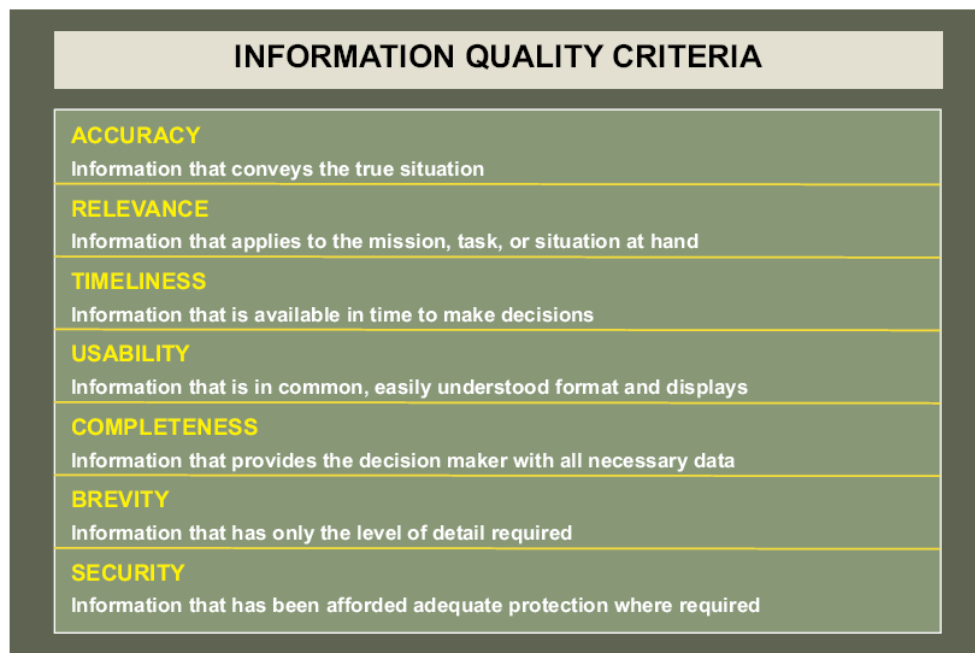 INFORMATION QUALITY CRITERIA
ACCURACY
Information that conveys the true situation
RELEVANCE
Information that applies to the mission, task, or situation at hand
TIMELINESS
Information that is available in time to make decisions
USABILITY
Information that is in common, easily understood format and displays
COMPLETENESS
Information that provides the decision maker with all necessary data
BREVITY
Information that has only the level of detail required
SECURITY
Information that has been afforded adequate protection where required